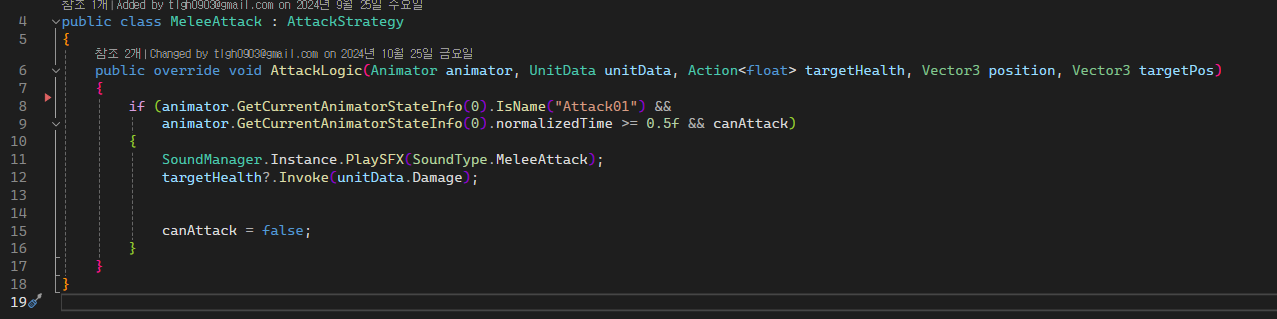 참조 1개|Added by tlgh0903@gmail.com on 2024년 9월 25일 수요일
4 public class MeleeAttack : AttackStrategy
5 {
참조 2개|Changed by tlgh0903@gmail.com on 2024년 10월 25일 금요일
6 public override void AttackLogic(Animator animator, UnitData unitData, Action<float> targetHealth, Vector3 position, Vector3 targetPos)
7 {
8 if (animator.GetCurrentAnimatorStateInfo(0).IsName("Attack01") &&
9 animator.GetCurrentAnimatorStateInfo(0).normalizedTime >= 0.5f && canAttack)
10 {
11 SoundManager.Instance.PlaySFX(SoundType.MeleeAttack);
12 targetHealth?.Invoke(unitData.Damage);
13
14
15 canAttack = false;
16 }
17 }
18 }
19